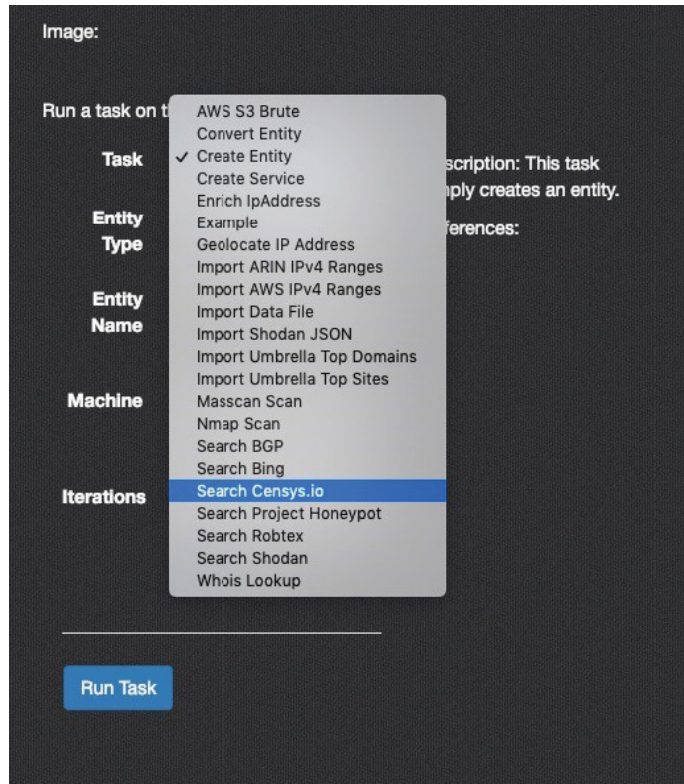 Image:
Run a task on t
Task
Entity
Type
Entity
Name
Machine
Iterations
AWS S3 Brute
Convert Entity
✓ Create Entity
Create Service
Enrich IpAddress
Example
Geolocate IP Address
Import ARIN IPv4 Ranges
Import AWS IPv4 Ranges
Import Data File
Import Shodan JSON
Import Umbrella Top Domains
Import Umbrella Top Sites
Masscan Scan
Nmap Scan
Search BGP
Search Bing
Search Censys.io
Search Project Honeypot
Search Robtex
Search Shodan
Whois Lookup
scription: This task
ply creates an entity.
ferences:
Run Task